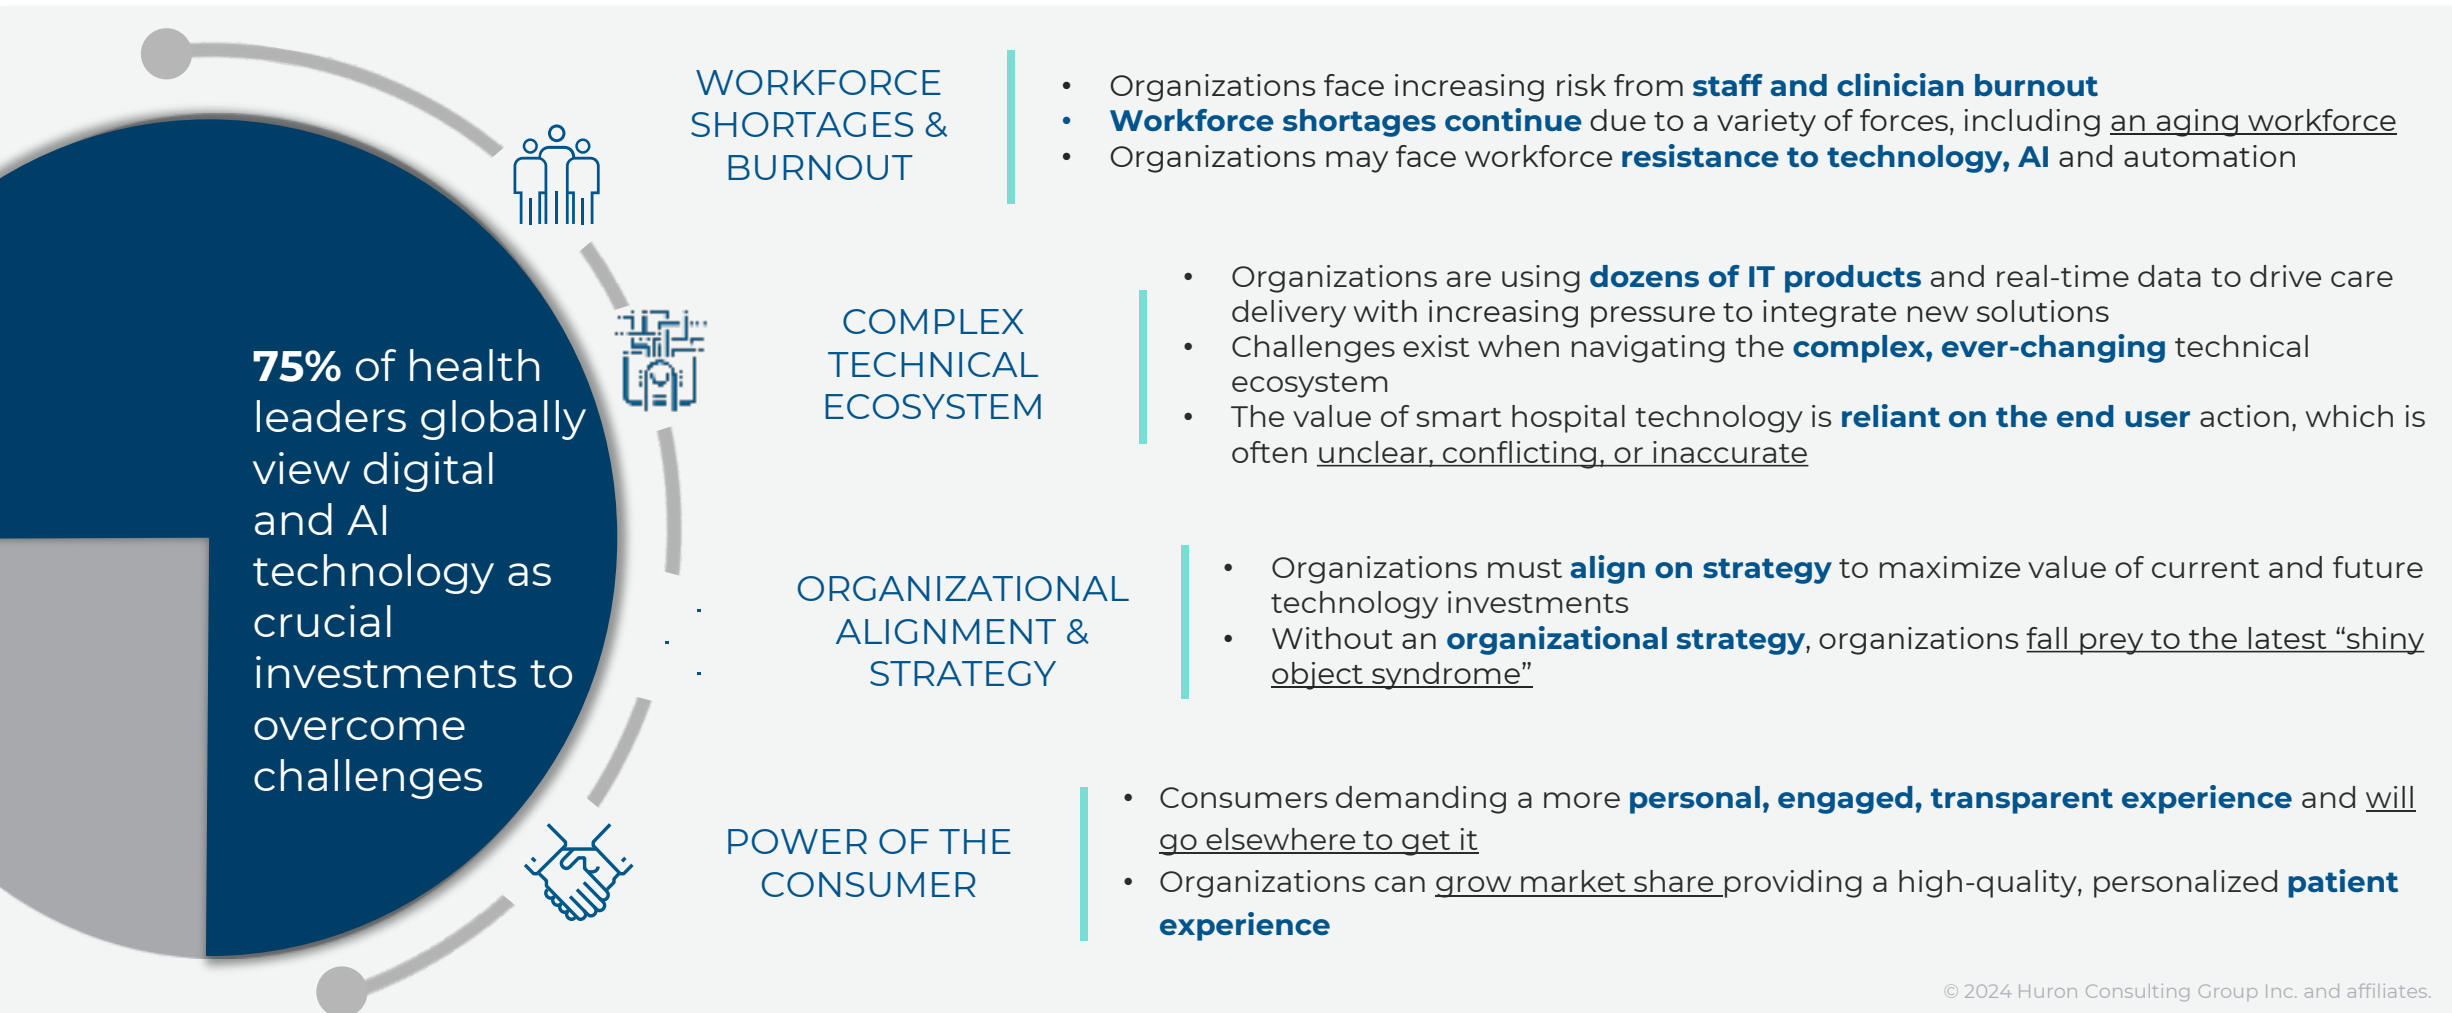 75% of health
leaders globally
view digital
and AI
technology as
crucial
investments to
overcome
challenges
WORKFORCE
SHORTAGES &
BURNOUT
• Organizations face increasing risk from staff and clinician burnout
• Workforce shortages continue due to a variety of forces, including an aging workforce
• Organizations may face workforce resistance to technology, AI and automation
COMPLEX
TECHNICAL
ECOSYSTEM
• Organizations are using dozens of IT products and real-time data to drive care
delivery with increasing pressure to integrate new solutions
• Challenges exist when navigating the complex, ever-changing technical
ecosystem
• The value of smart hospital technology is reliant on the end user action, which is
often unclear, conflicting, or inaccurate
ORGANIZATIONAL
ALIGNMENT &
STRATEGY
• Organizations must align on strategy to maximize value of current and future
technology investments
• Without an organizational strategy, organizations fall prey to the latest “shiny
object syndrome”
POWER OF THE
CONSUMER
• Consumers demanding a more personal, engaged, transparent experience and will
go elsewhere to get it
• Organizations can grow market share providing a high-quality, personalized patient
experience
© 2024 Huron Consulting Group Inc. and affiliates.